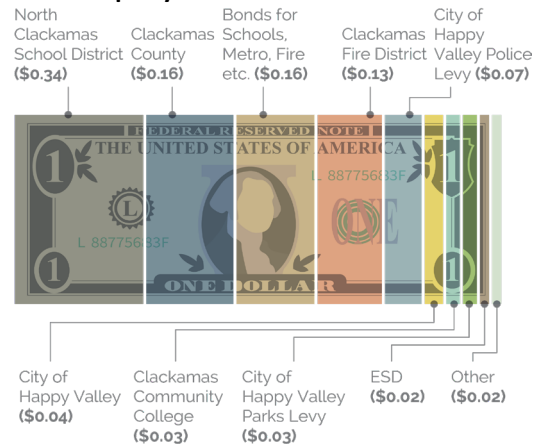 North
Clackamas
School District
($0.34)
Clackamas
County
($0.16)
Bonds for
Schools,
Metro, Fire
etc. ($0.16)
Clackamas
Fire District
($0.13)
City of
Happy
Valley Police
Levy ($0.07)
FEDERAL RESERVED NOTE
THE UNITED STATES OF AMERICA
1
1
L 88775683F
L
ONE
L 88775683F
1
1
ONE DOLLAR
City of
Happy Valley
($0.04)
Clackamas
Community
College
($0.03)
City of
Happy Valley
Parks Levy
($0.03)
ESD
($0.02)
Other
($0.02)